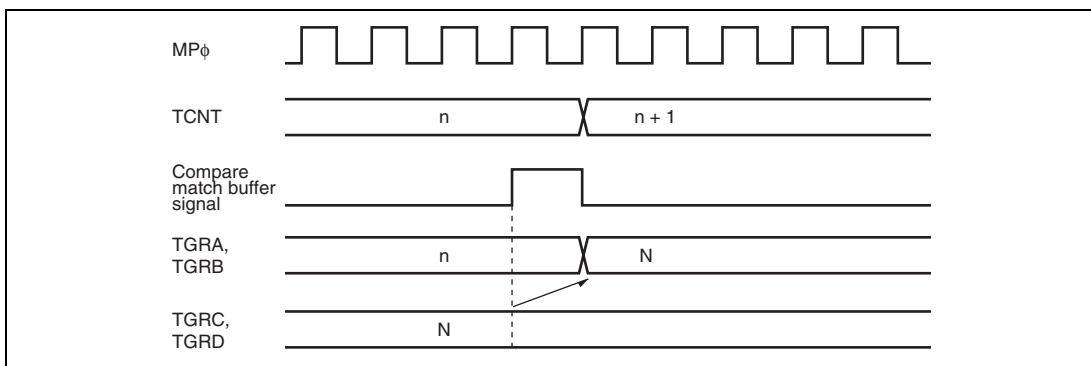 MPϕ
TCNT
n
n + 1
Compare
match buffer
signal
TGRA,
TGRB
n
N
TGRC,
TGRD
N